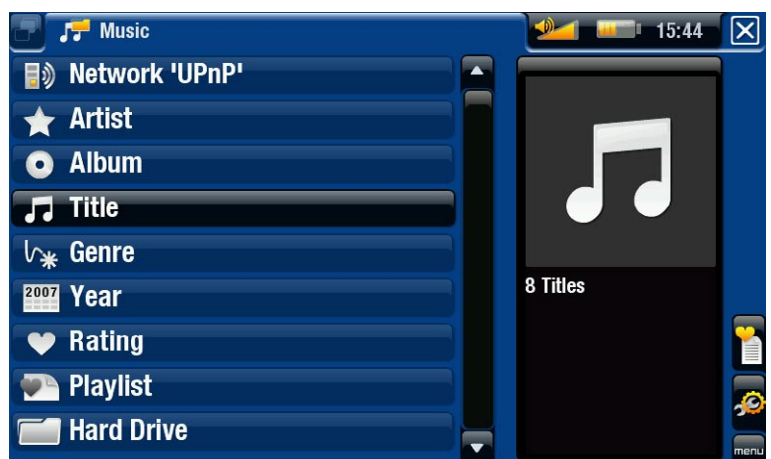 Music
15:44
Network 'UPnP'
Artist
Album
Title
Genre
2007 Year
Rating
Playlist
Hard Drive
8 Titles
menu